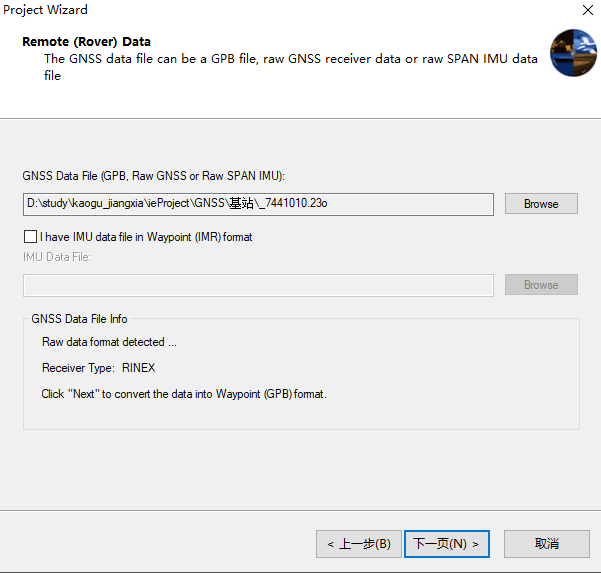 Project Wizard
Remote (Rover) Data
The GNSS data file can be a GPB file, raw GNSS receiver data or raw SPAN IMU data
file
GNSS Data File (GPB, Raw GNSS or Raw SPAN IMU):
D:\study\kaogu_jiangxia\ieProject\GNSS\基站\_7441010.23o
Browse
I have IMU data file in Waypoint (IMR) format
IMU Data File:
Browse
GNSS Data File Info
Raw data format detected ...
Receiver Type: RINEX
Click "Next" to convert the data into Waypoint (GPB) format.
< 上一步(B)
下一页(N) >
取消